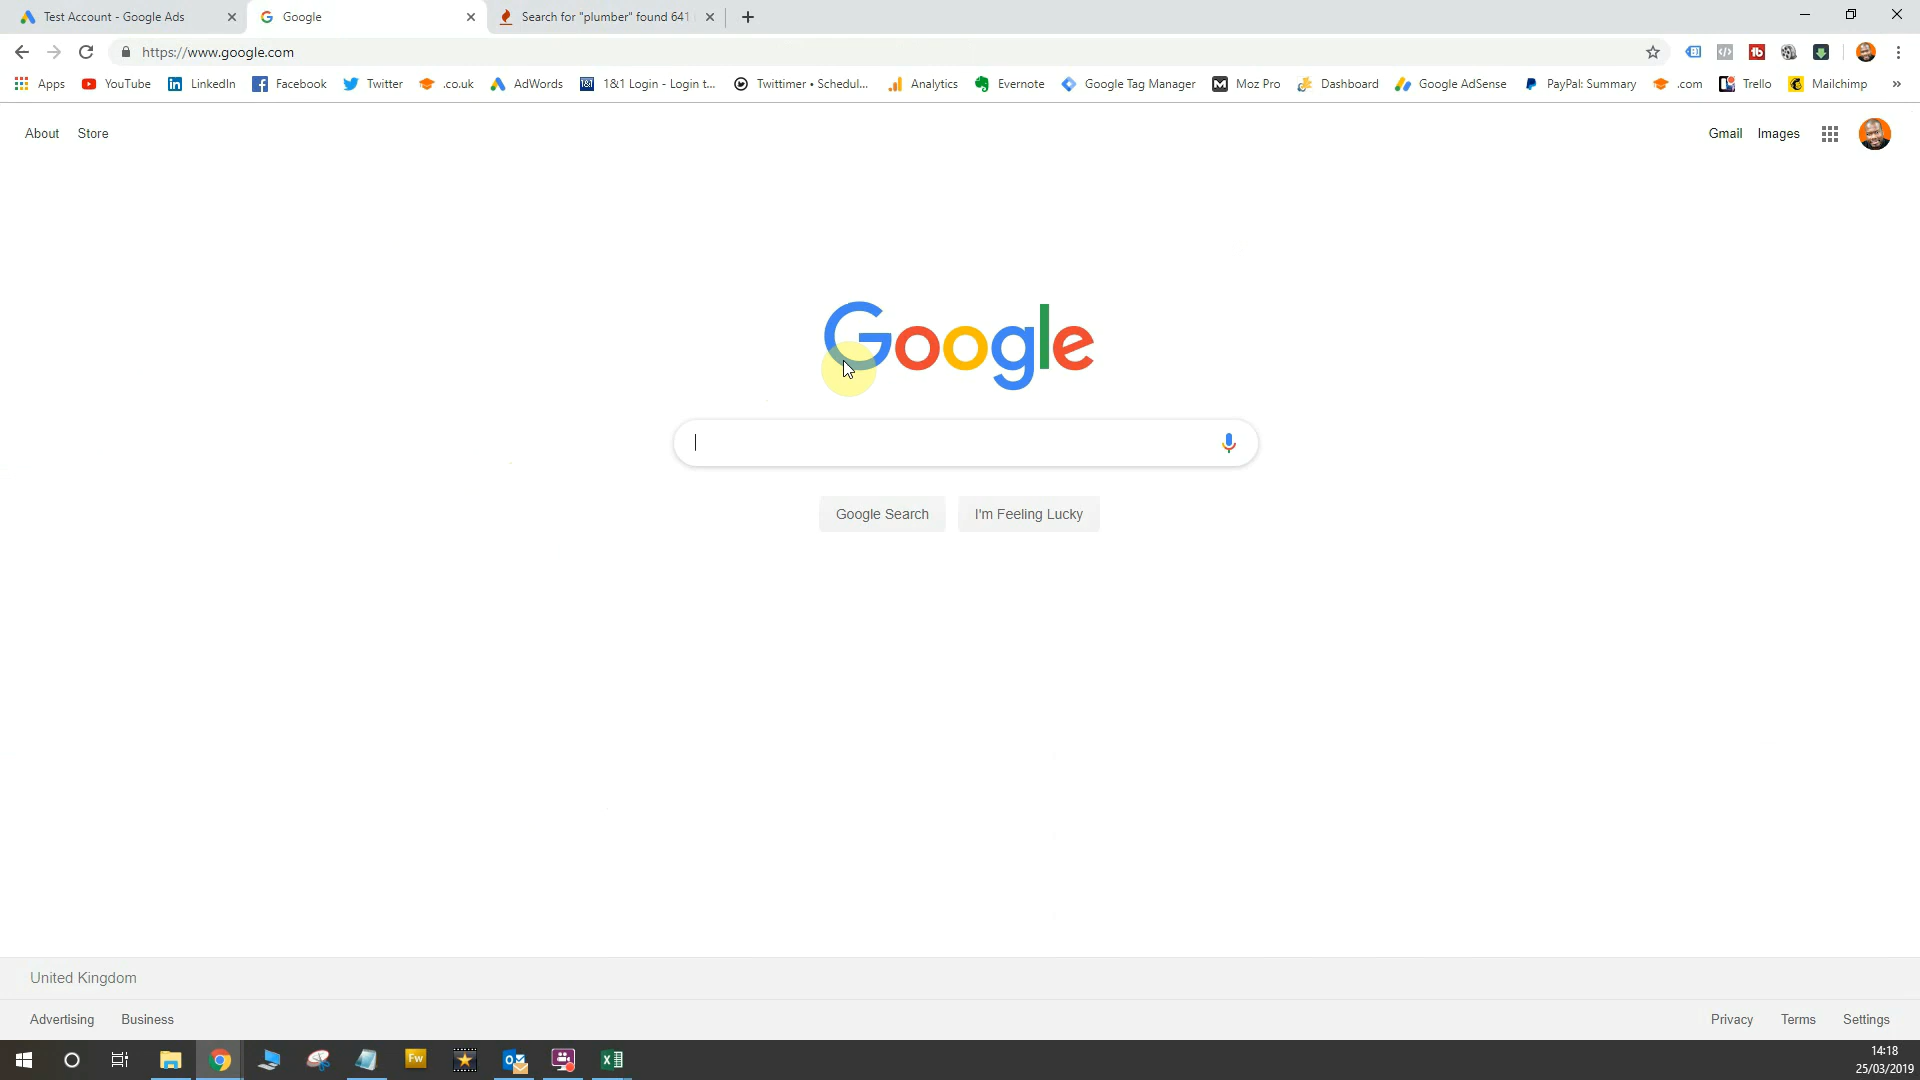 Test Account - Google Ads
Google
Search for "plumber" found 641
https://www.google.com
Apps
YouTube
LinkedIn
Facebook
Twitter
.co.uk
AdWords
1&1 Login - Login t...
Twittimer • Schedul...
Analytics
Evernote
Google Tag Manager
Moz Pro
Dashboard
Google AdSense
PayPal: Summary
.com
Trello
Mailchimp
»
About Store
Gmail Images
Google
Google Search
I'm Feeling Lucky
United Kingdom
Advertising Business
Privacy Terms Settings
Fw
14:18
25/03/2019